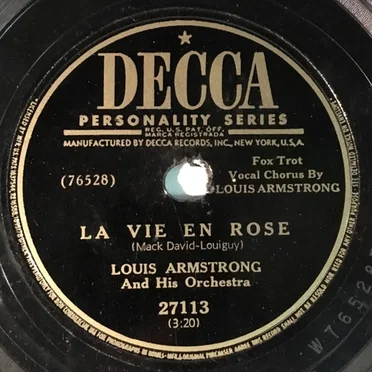 DECCA
PERSONALITY SERIES
REG. U.S. PAT. OFF.
MARCA REGISTRADA
MANUFACTURED BY DECCA RECORDS, INC., NEW YORK, U.S.A.
Fox Trot
(76528)
Vocal Chorus By
LOUIS ARMSTRONG
LA VIE EN ROSE
(Mack David-Louiguy)
LOUIS ARMSTRONG
And His Orchestra
27113
(3:20)
W 76528